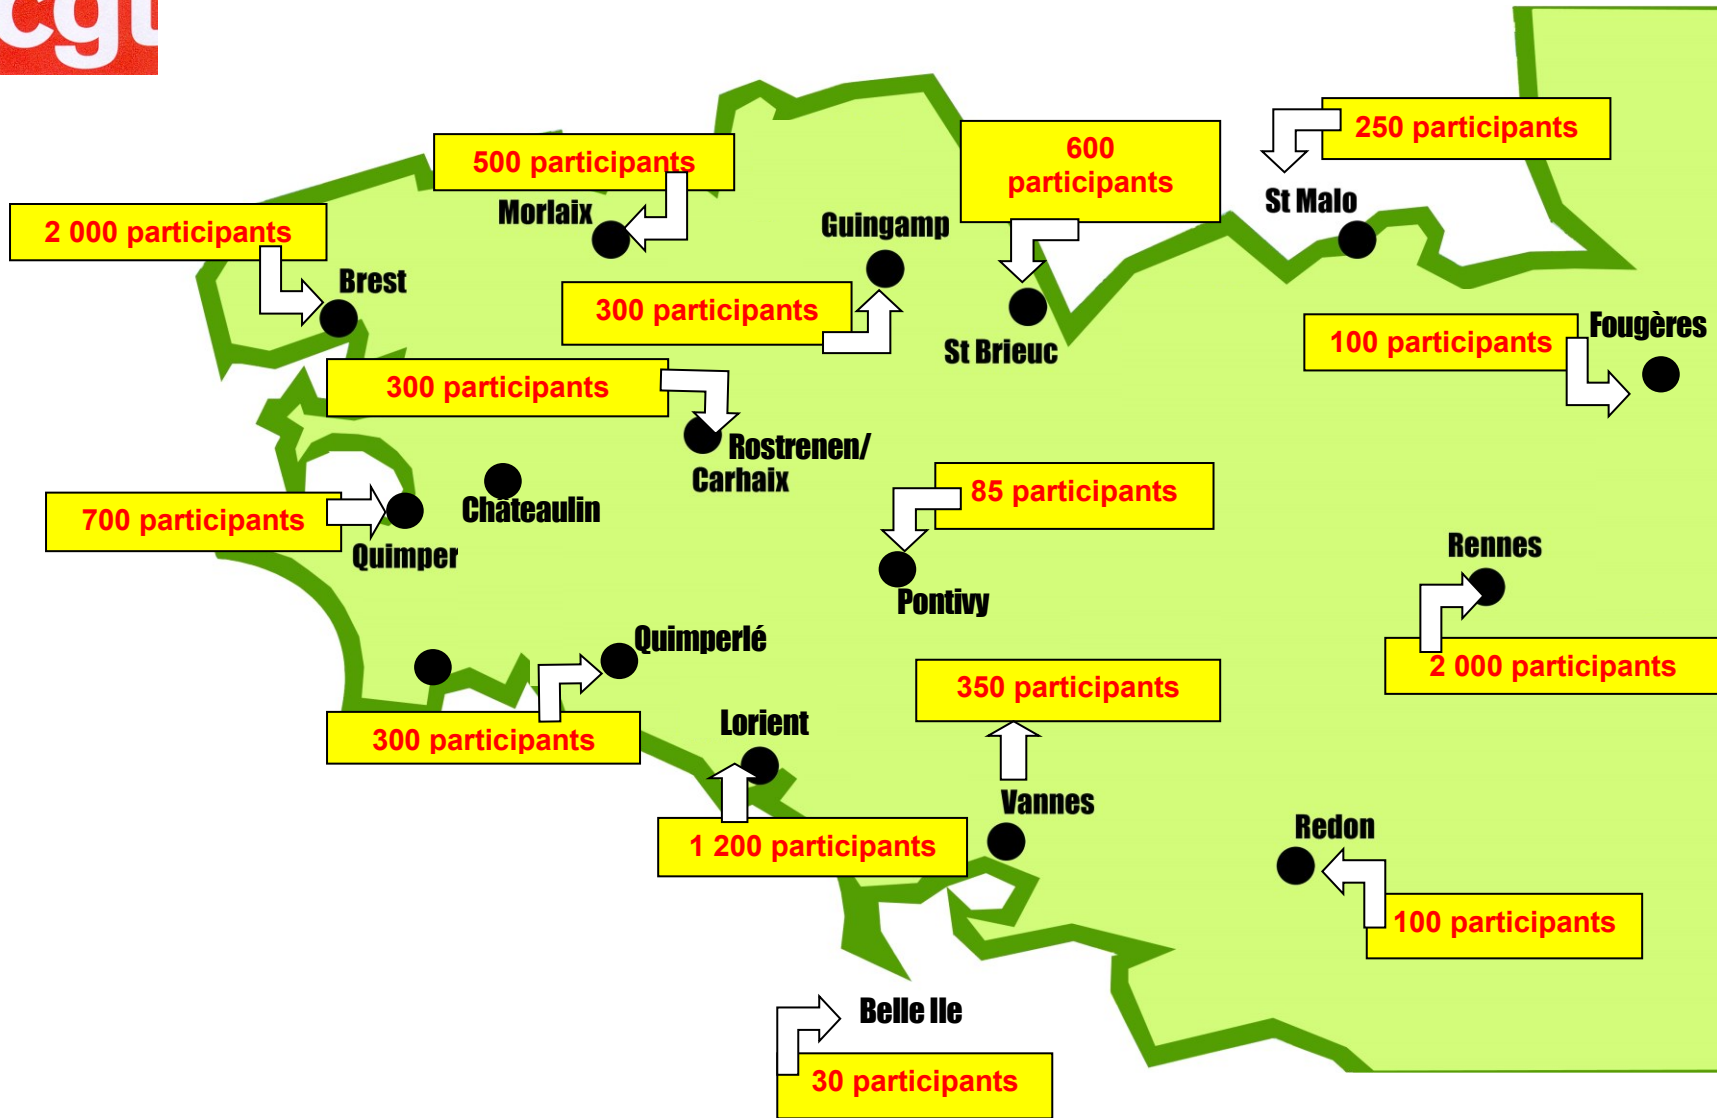 cgt
250 participants
600
participants
500 participants
St Malo
Morlaix
2 000 participants
Guingamp
Brest
300 participants
Fougères
100 participants
St Brieuc
300 participants
Rostrenen/
Carhaix
85 participants
Châteaulin
700 participants
Rennes
Quimper
Pontivy
Quimperlé
2 000 participants
350 participants
300 participants
Lorient
Vannes
Redon
1 200 participants
100 participants
Belle Ile
30 participants